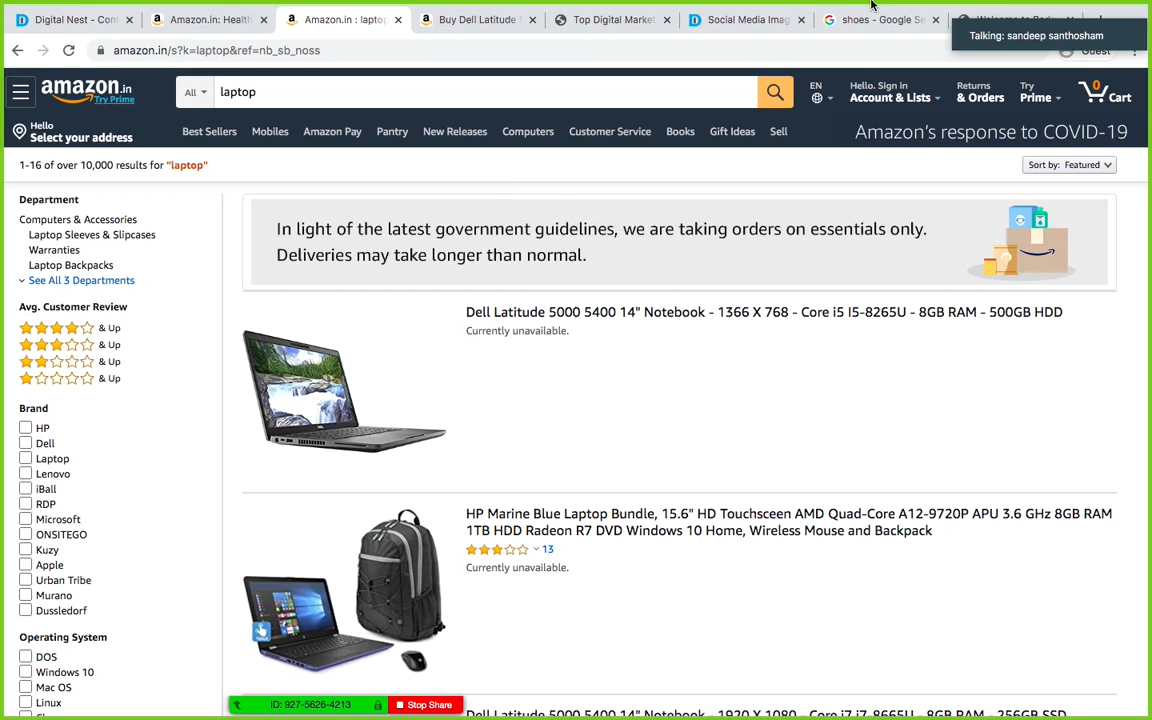 Digital Nest - Con
Amazon.in: Health
Amazon.in : laptop
Buy Dell Latitude
Top Digital Market
Social Media Imag
shoes - Google Se
Talking: sandeep santhosham
amazon.in/s?k=laptop&ref=nb_sb_noss
Guest
amazon.in
Try Prime
All
laptop
EN
Hello. Sign in
Account & Lists
Returns
& Orders
Try
Prime
0
Cart
Hello
Select your address
Best Sellers
Mobiles
Amazon Pay
Pantry
New Releases
Computers
Customer Service
Books
Gift Ideas
Sell
Amazon's response to COVID-19
1-16 of over 10,000 results for "laptop"
Sort by: Featured
Department
Computers & Accessories
Laptop Sleeves & Slipcases
Warranties
Laptop Backpacks
See All 3 Departments
Avg. Customer Review
& Up
& Up
& Up
& Up
Brand
HP
Dell
Laptop
Lenovo
iBall
RDP
Microsoft
ONSITEGO
Kuzy
Apple
Urban Tribe
Murano
Dussledorf
Operating System
DOS
Windows 10
Mac OS
Linux
In light of the latest government guidelines, we are taking orders on essentials only.
Deliveries may take longer than normal.
Dell Latitude 5000 5400 14" Notebook - 1366 X 768 - Core i5 I5-8265U - 8GB RAM - 500GB HDD
Currently unavailable.
HP Marine Blue Laptop Bundle, 15.6" HD Touchsceen AMD Quad-Core A12-9720P APU 3.6 GHz 8GB RAM
1TB HDD Radeon R7 DVD Windows 10 Home, Wireless Mouse and Backpack
13
Currently unavailable.
Dell Latitude 5000 5400 14" Notebook - 1920 X 1080 - Core i7 i7-8665U - 8GB RAM - 256GB SSD
ID: 927-5626-4213
Stop Share